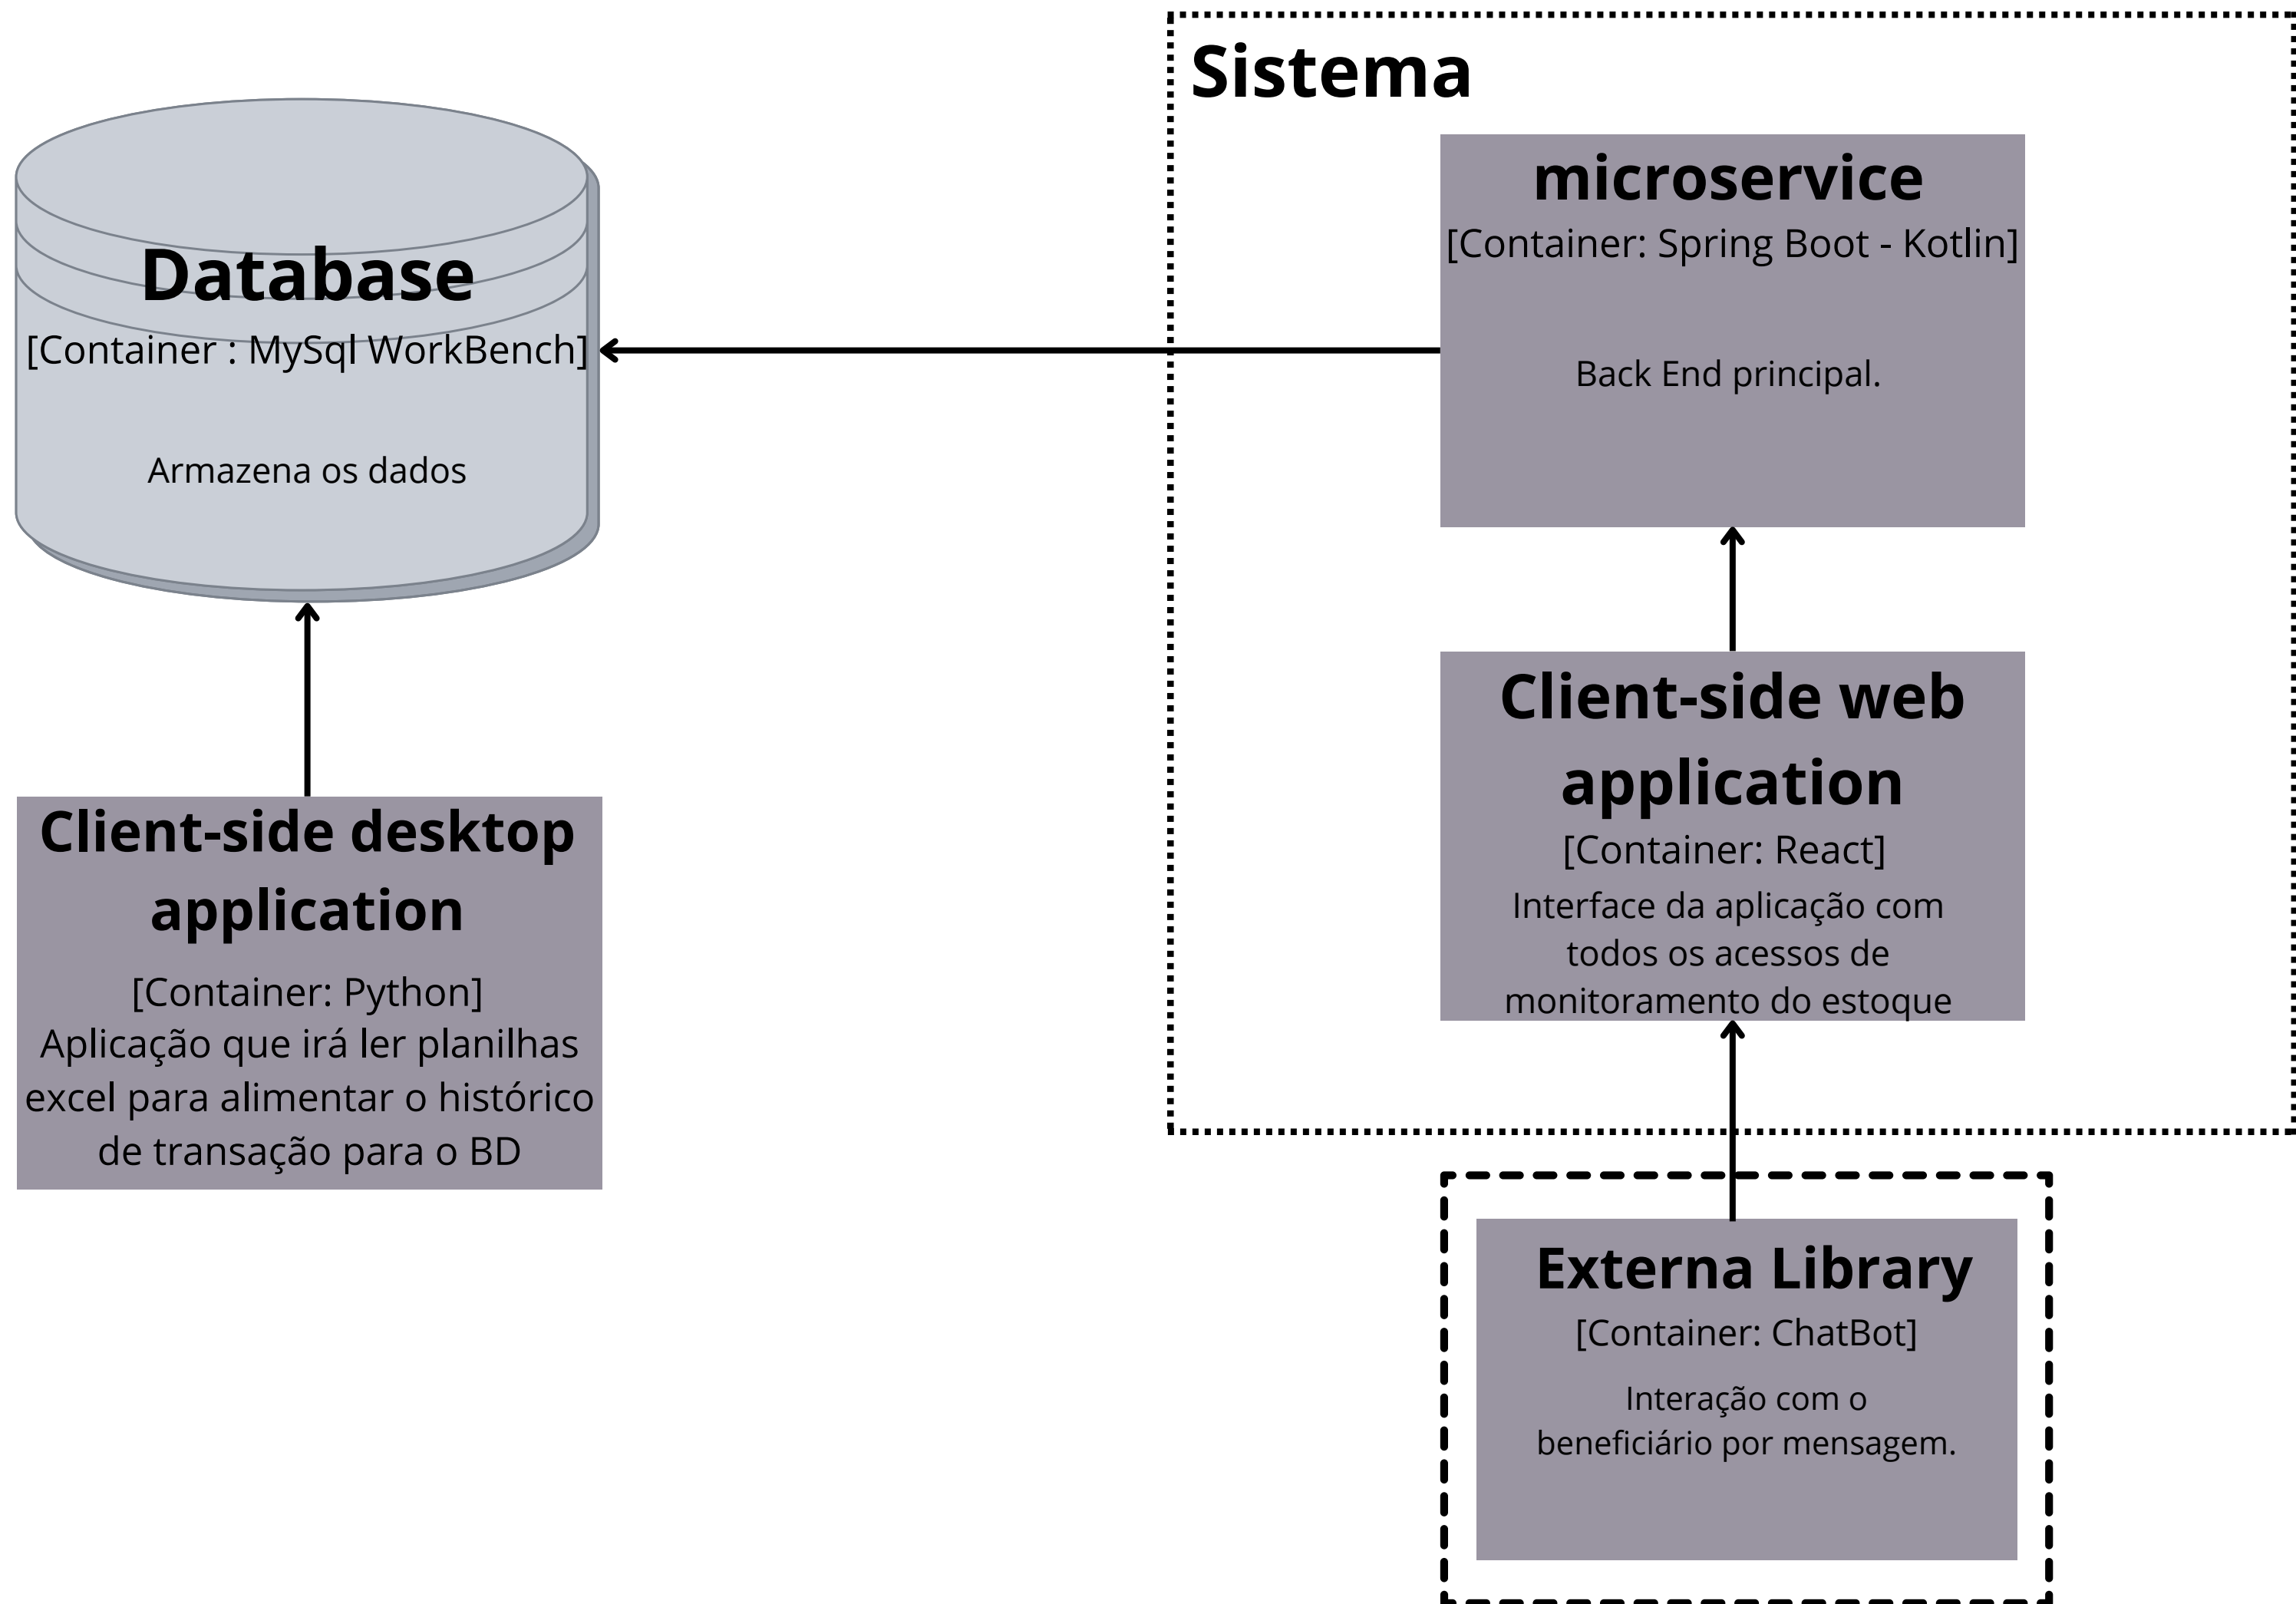 Sistema
microservice
[Container: Spring Boot - Kotlin]
Back End principal.
Database
[Container : MySql WorkBench]
Armazena os dados
Client-side web
application
[Container: React]
Interface da aplicação com
todos os acessos de
monitoramento do estoque
Client-side desktop
application
[Container: Python]
Aplicação que irá ler planilhas
excel para alimentar o histórico
de transação para o BD
Externa Library
[Container: ChatBot]
Interação com o
beneficiário por mensagem.